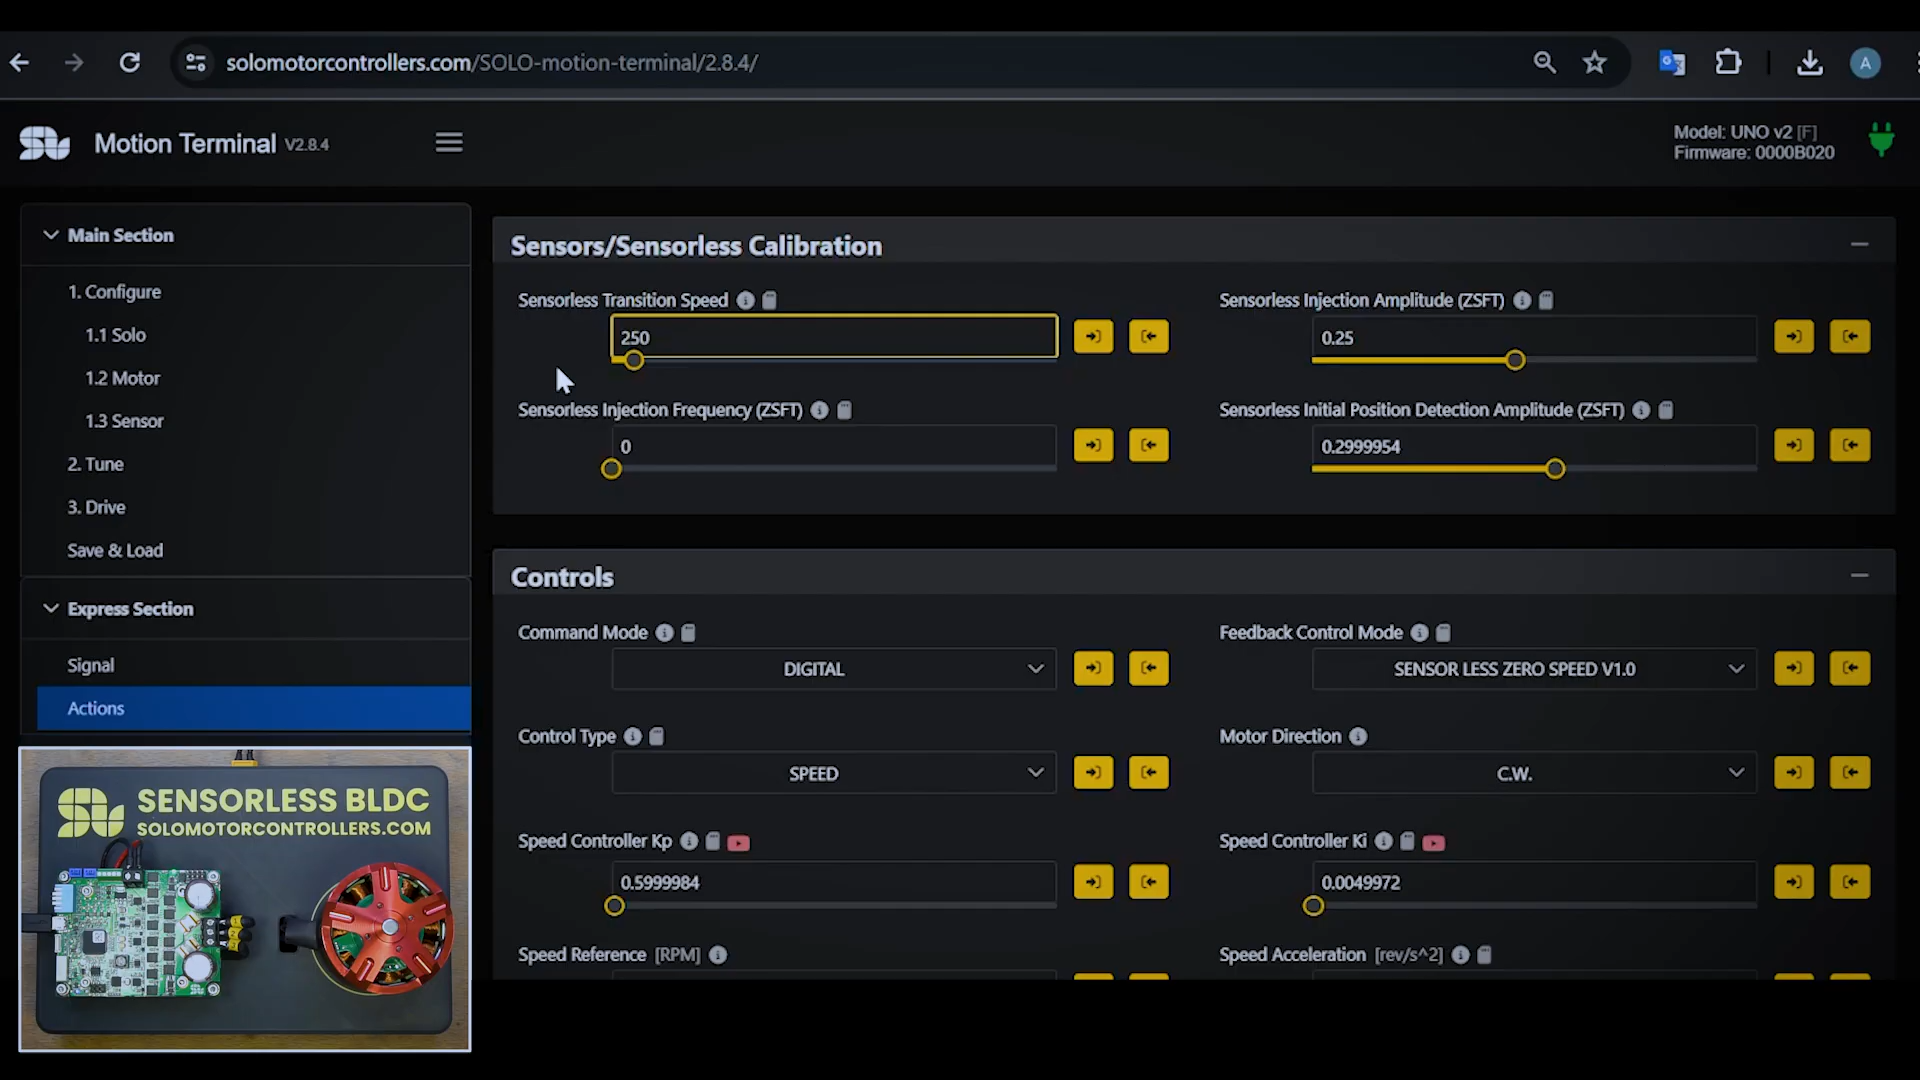 solomotorcontrollers.com/SOLO-motion-terminal/2.8.4/
A
Motion Terminal V2.8.4
Model: UNO v2 [F]
Firmware: 0000B020
Main Section
1. Configure
1.1 Solo
1.2 Motor
1.3 Sensor
2. Tune
3. Drive
Save & Load
Express Section
Signal
Actions
SENSORLESS BLDC
SOLOMOTORCONTROLLERS.COM
Sensors/Sensorless Calibration
Sensorless Transition Speed
250
Sensorless Injection Amplitude (ZSFT)
0.25
Sensorless Injection Frequency (ZSFT)
0
Sensorless Initial Position Detection Amplitude (ZSFT)
0.2999954
Controls
Command Mode
DIGITAL
Feedback Control Mode
SENSOR LESS ZERO SPEED V1.0
Control Type
SPEED
Motor Direction
C.W.
Speed Controller Kp
0.5999984
Speed Controller Ki
0.0049972
Speed Reference [RPM]
Speed Acceleration [rev/s^2]